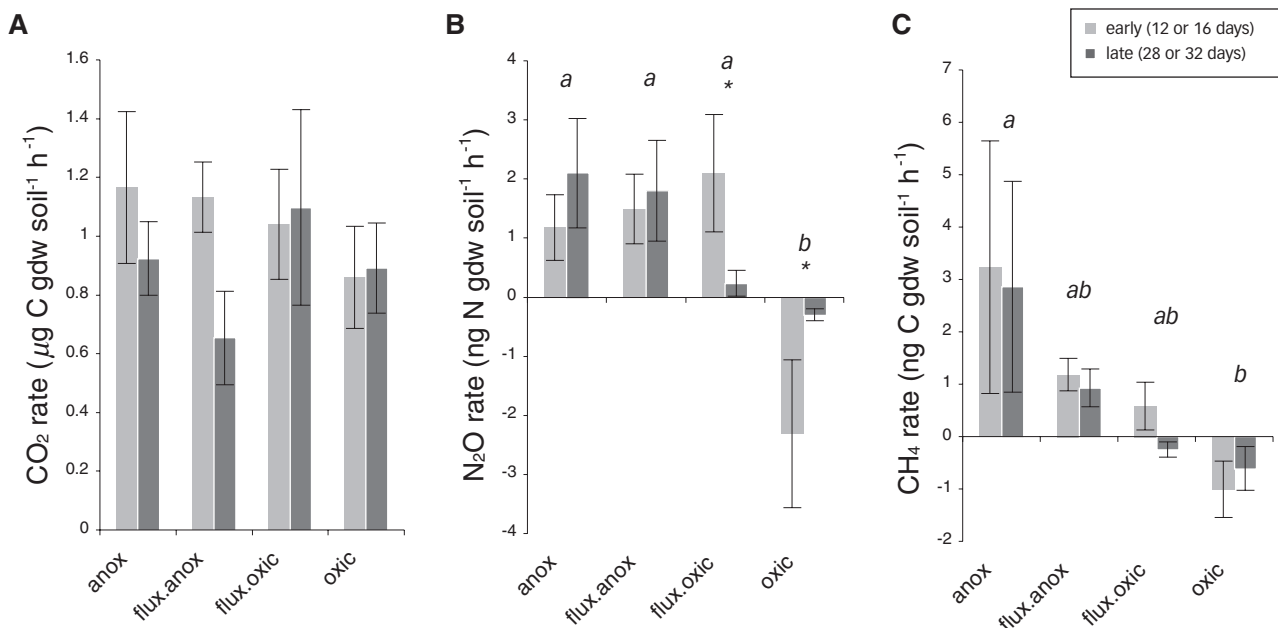 A
CO₂ rate (µg C gdw soil⁻¹ h⁻¹)
1.6
1.4
1.2
1
0.8
0.6
0.4
0.2
0
anox
flux.anox
flux.oxic
oxic
B
N₂O rate (ng N gdw soil⁻¹ h⁻¹)
4
3
2
1
0
-1
-2
-3
-4
a
a
a
*
b
*
anox
flux.anox
flux.oxic
oxic
C
early (12 or 16 days)
late (28 or 32 days)
CH₄ rate (ng C gdw soil⁻¹ h⁻¹)
7
6
5
4
3
2
1
0
-1
-2
a
ab
ab
b
anox
flux.anox
flux.oxic
oxic